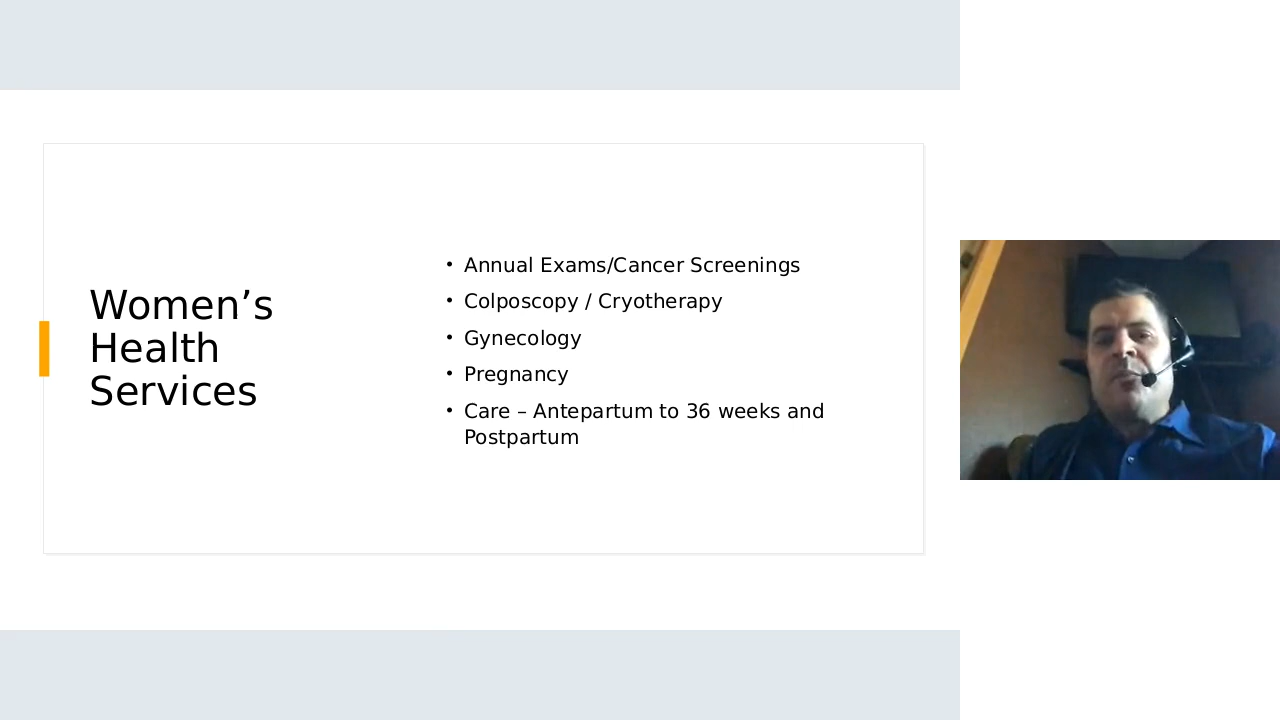 Women’s
Health
Services
• Annual Exams/Cancer Screenings
• Colposcopy / Cryotherapy
• Gynecology
• Pregnancy
• Care – Antepartum to 36 weeks and
Postpartum